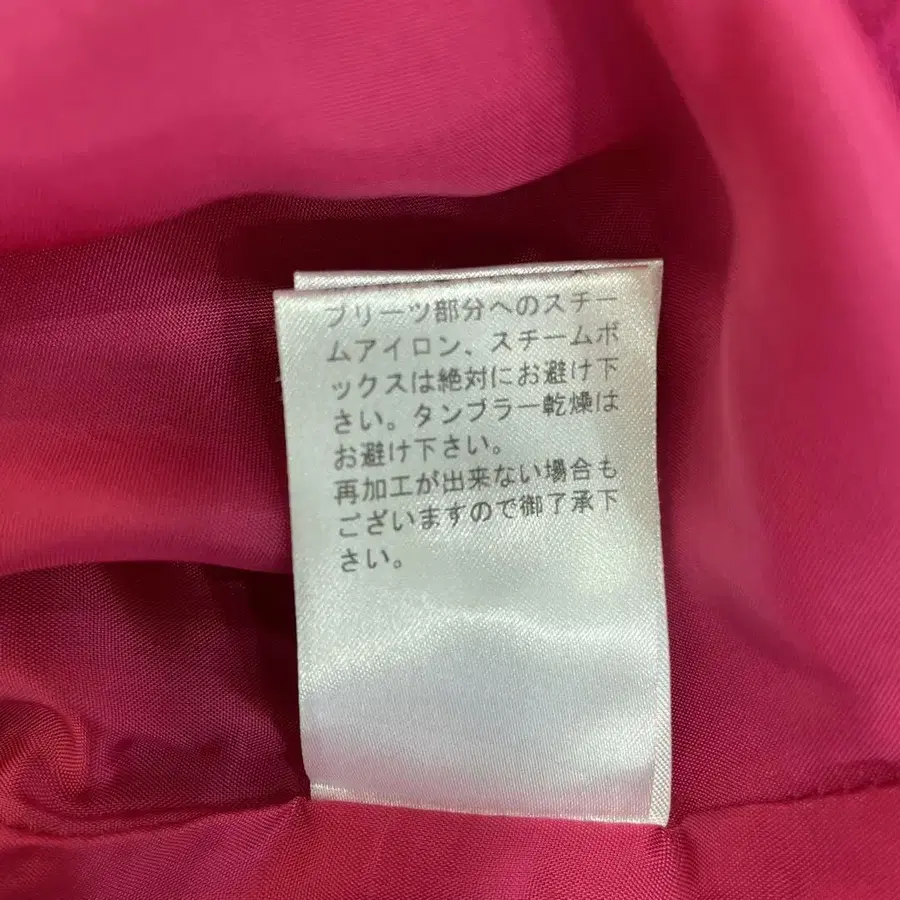 プリーツ部分へのスチー
ムアイロン、スチームボ
ックスは絶対にお避け下
さい。タンブラー乾燥は
お避け下さい。
再加工が出来ない場合も
ございますので御了承下
さい。